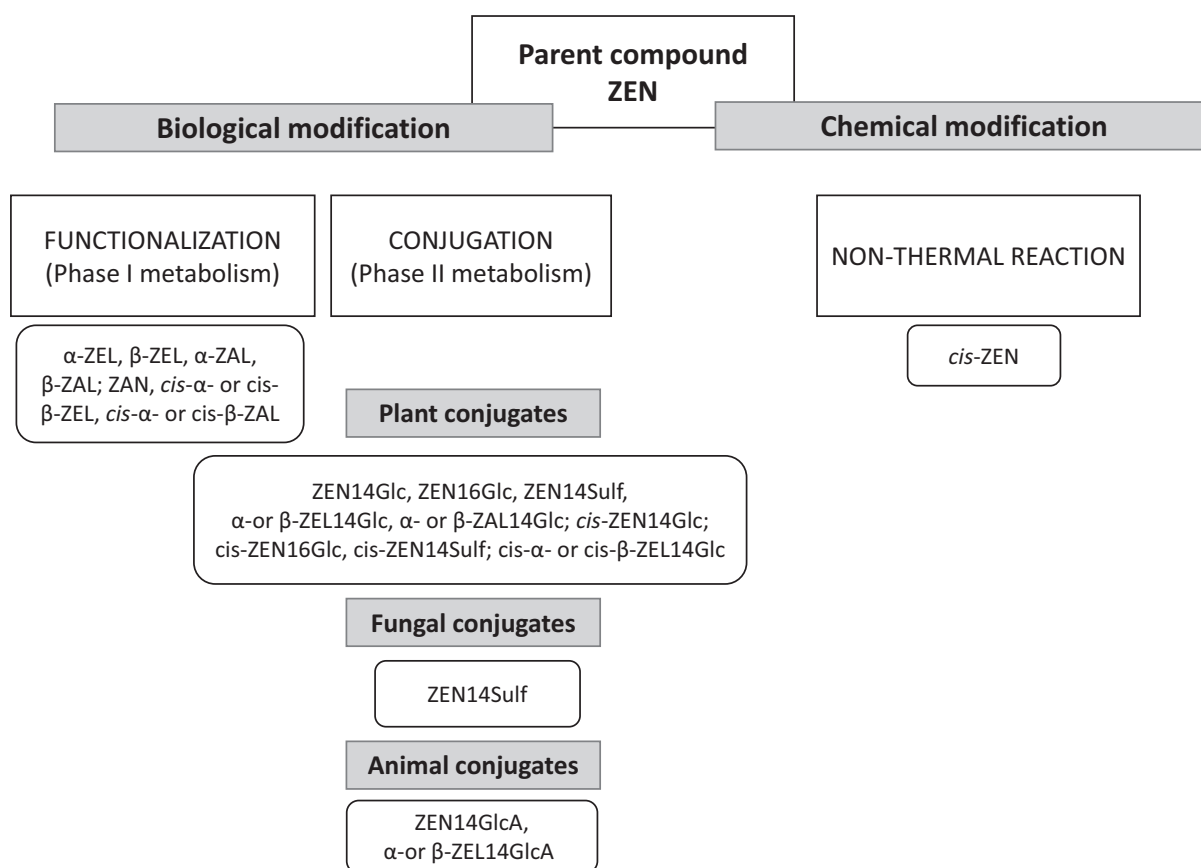 Parent compound
ZEN
Biological modification
Chemical modification
FUNCTIONALIZATION
(Phase I metabolism)
CONJUGATION
(Phase II metabolism)
NON-THERMAL REACTION
α-ZEL, β-ZEL, α-ZAL,
β-ZAL; ZAN, cis-α- or cis-
β-ZEL, cis-α- or cis-β-ZAL
cis-ZEN
Plant conjugates
ZEN14Glc, ZEN16Glc, ZEN14Sulf,
α-or β-ZEL14Glc, α- or β-ZAL14Glc; cis-ZEN14Glc;
cis-ZEN16Glc, cis-ZEN14Sulf; cis-α- or cis-β-ZEL14Glc
Fungal conjugates
ZEN14Sulf
Animal conjugates
ZEN14GlcA,
α-or β-ZEL14GlcA